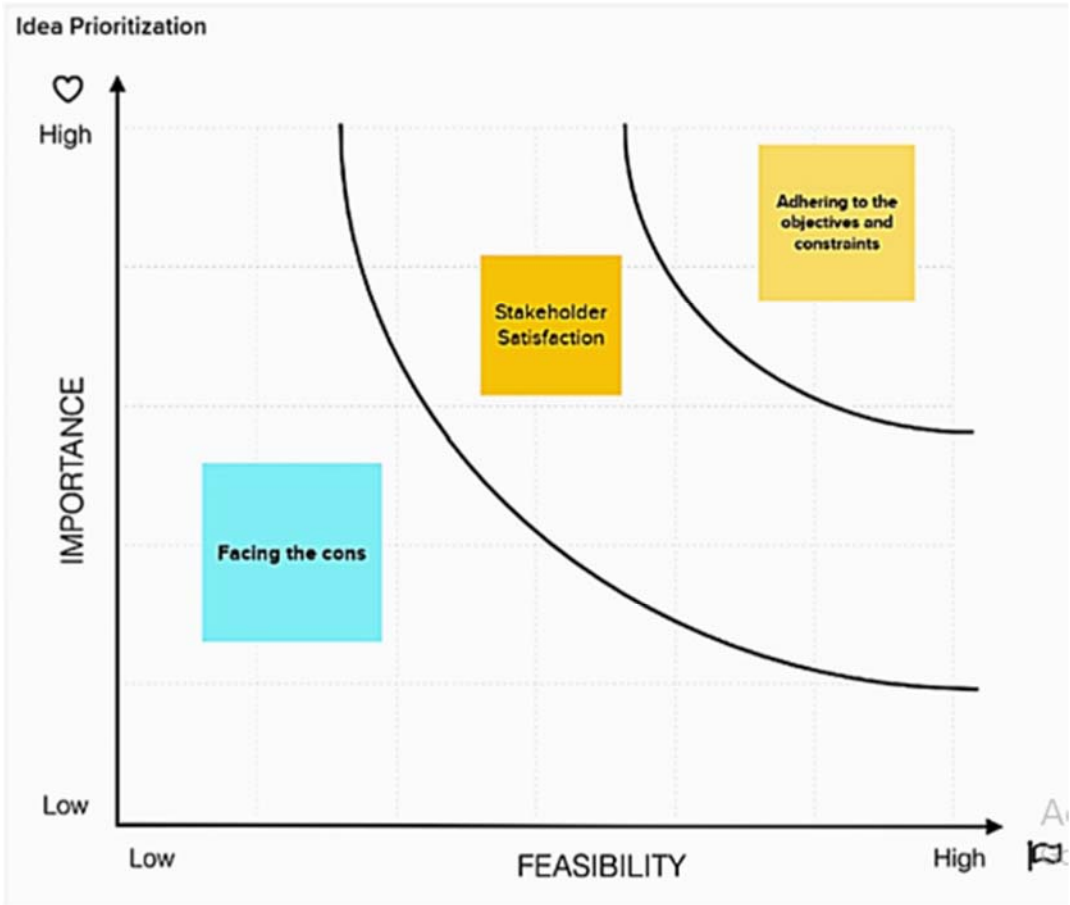 Idea Prioritization
High
Adhering to the
objectives and
constraints
Stakeholder
Satisfaction
IMPORTANCE
Facing the cons
Low
Low
FEASIBILITY
High